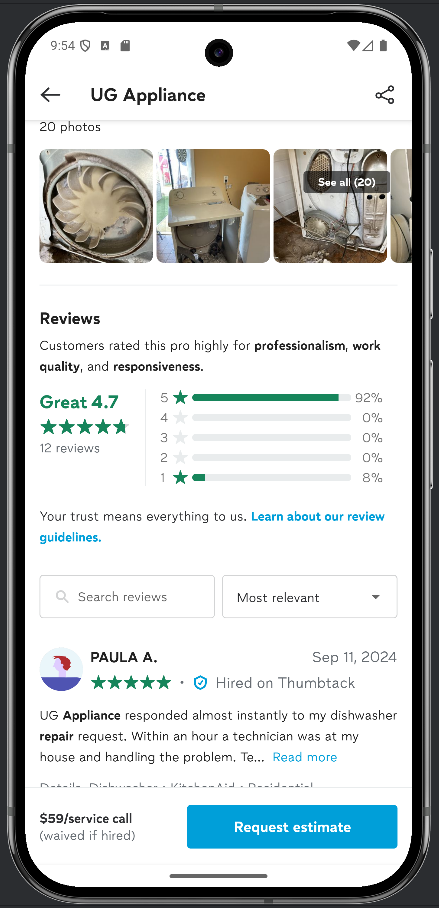 9:54
UG Appliance
20 photos
See all (20)
Reviews
Customers rated this pro highly for professionalism, work
quality, and responsiveness.
Great 4.7
12 reviews
5 92%
4 0%
3 0%
2 0%
1 8%
Your trust means everything to us. Learn about our review
guidelines.
Search reviews
Most relevant
PAULA A.
Sep 11, 2024
• Hired on Thumbtack
UG Appliance responded almost instantly to my dishwasher
repair request. Within an hour a technician was at my
house and handling the problem. Te... Read more
Details: Dishwasher • KitchenAid • Residential
$59/service call
(waived if hired)
Request estimate